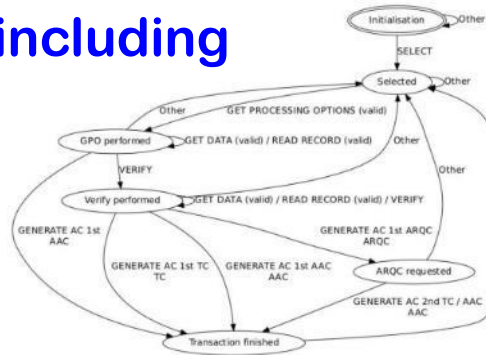 including
Initialisation
Other
SELECT
Selected
Other
Other
GET PROCESSING OPTIONS (valid)
GPO performed
GET DATA (valid) / READ RECORD (valid)
Other
VERIFY
Other
Verify performed
GET DATA (valid) / READ RECORD (valid) / VERIFY
GENERATE AC 1st
AAC
GENERATE AC 1st ARQC
ARQC
GENERATE AC 1st TC
TC
GENERATE AC 1st AAC
AAC
ARQC requested
GENERATE AC 2nd TC / AAC
AAC
Transaction finished